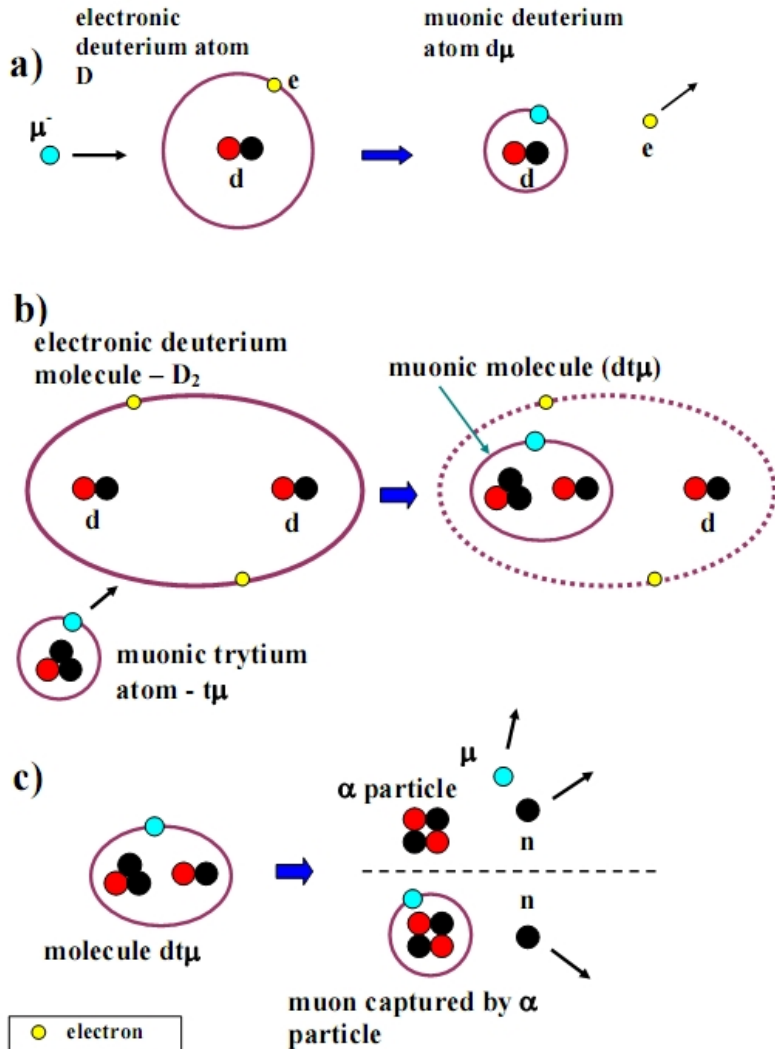 a)
electronic
deuterium atom
D
e
μ-
d
muonic deuterium
atom dμ
d
e
b)
electronic deuterium
molecule – D2
d
d
muonic molecule (dtμ)
d
muonic trytium
atom - tμ
c)
molecule dtμ
μ
α particle
n
n
muon captured by α
particle
electron